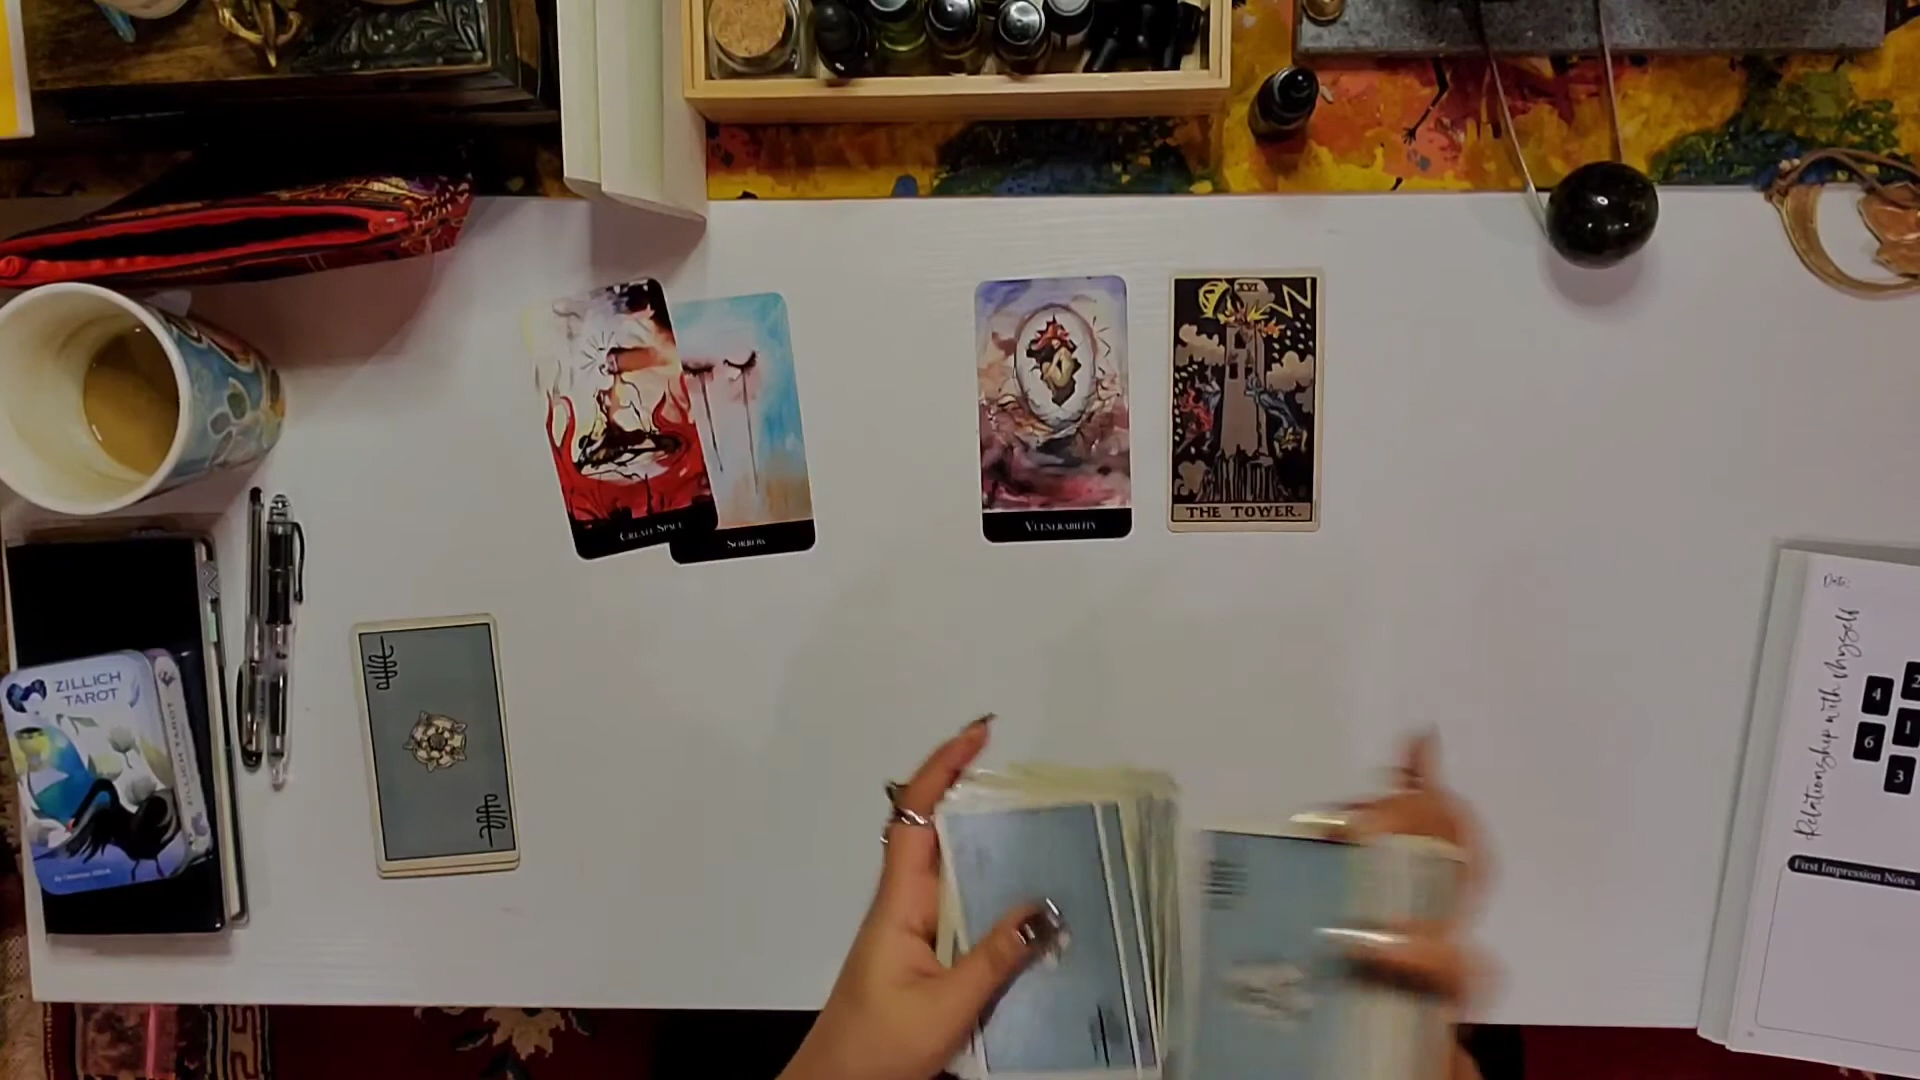 CREATE SPACE
SORROW
VULNERABILITY
XVI
THE TOWER.
ZILLICH
TAROT
ZILLICH TAROT
Date:
Relationship with Myself
4
2
1
6
3
First Impression Notes